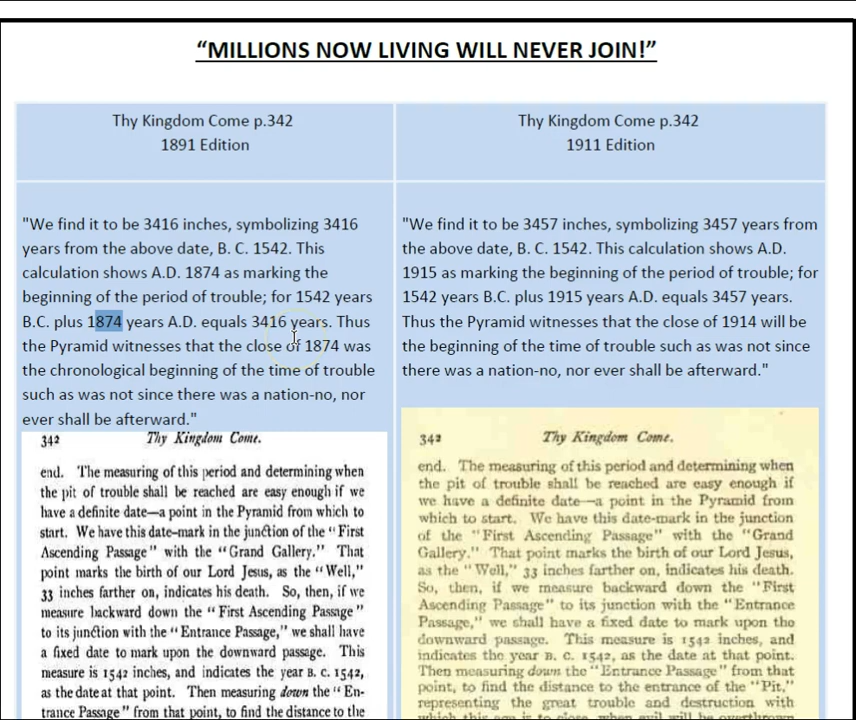 “MILLIONS NOW LIVING WILL NEVER JOIN!”
Thy Kingdom Come p.342
1891 Edition
Thy Kingdom Come p.342
1911 Edition
"We find it to be 3416 inches, symbolizing 3416
years from the above date, B. C. 1542. This
calculation shows A.D. 1874 as marking the
beginning of the period of trouble; for 1542 years
B.C. plus 1874 years A.D. equals 3416 years. Thus
the Pyramid witnesses that the close of 1874 was
the chronological beginning of the time of trouble
such as was not since there was a nation-no, nor
ever shall be afterward."
"We find it to be 3457 inches, symbolizing 3457 years from
the above date, B. C. 1542. This calculation shows A.D.
1915 as marking the beginning of the period of trouble; for
1542 years B.C. plus 1915 years A.D. equals 3457 years.
Thus the Pyramid witnesses that the close of 1914 will be
the beginning of the time of trouble such as was not since
there was a nation-no, nor ever shall be afterward."
342 Thy Kingdom Come.
end. The measuring of this period and determining when
the pit of trouble shall be reached are easy enough if we
have a definite date—a point in the Pyramid from which to
start. We have this date-mark in the junction of the “First
Ascending Passage” with the “Grand Gallery.” That
point marks the birth of our Lord Jesus, as the “Well,”
33 inches farther on, indicates his death. So, then, if we
measure backward down the “First Ascending Passage”
to its junction with the “Entrance Passage,” we shall have
a fixed date to mark upon the downward passage. This
measure is 1542 inches, and indicates the year B. C. 1542,
as the date at that point. Then measuring down the “En-
trance Passage” from that point, to find the distance to the
342 Thy Kingdom Come.
end. The measuring of this period and determining when
the pit of trouble shall be reached are easy enough if
we have a definite date—a point in the Pyramid from
which to start. We have this date-mark in the junction
of the “First Ascending Passage” with the “Grand
Gallery.” That point marks the birth of our Lord Jesus,
as the “Well,” 33 inches farther on, indicates his death.
So, then, if we measure backward down the “First
Ascending Passage” to its junction with the “Entrance
Passage,” we shall have a fixed date to mark upon the
downward passage. This measure is 1542 inches, and
indicates the year B. C. 1542, as the date at that point.
Then measuring down the “Entrance Passage” from that
point, to find the distance to the entrance of the “Pit,”
representing the great trouble and destruction with
which this age is to close, when evil will be overthrown